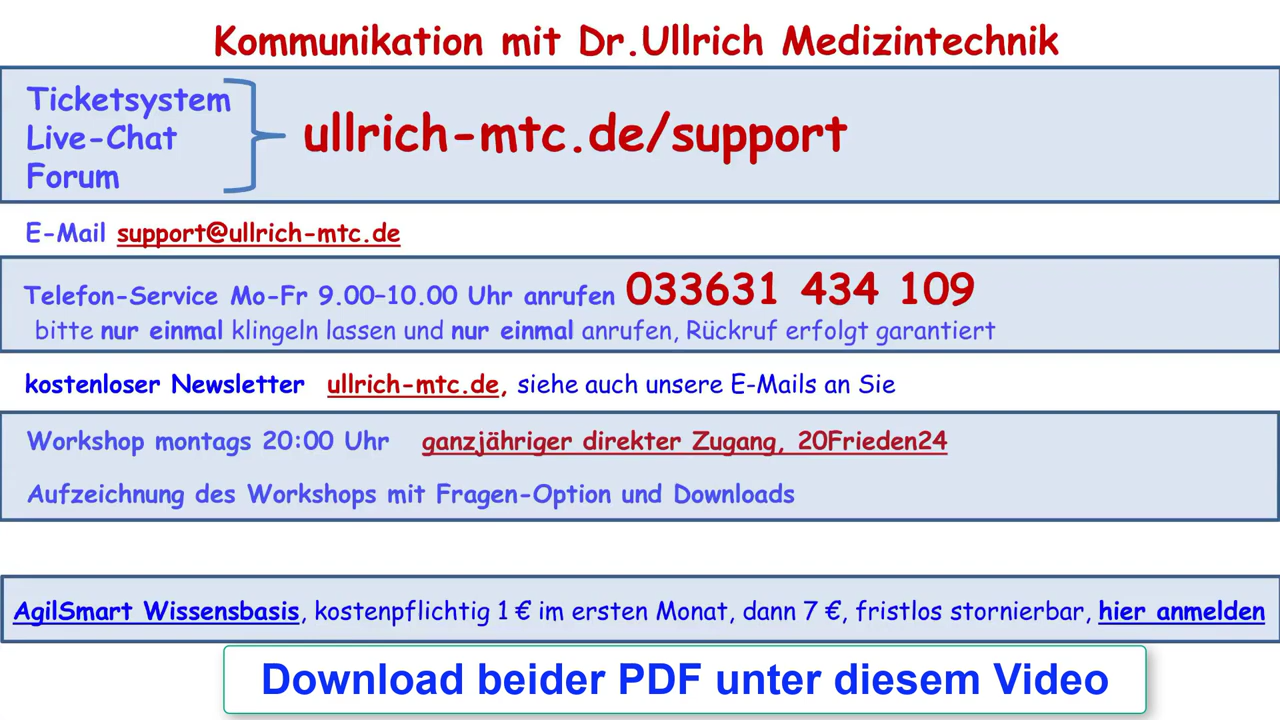 Kommunikation mit Dr.Ullrich Medizintechnik
Ticketsystem
Live-Chat
Forum
ullrich-mtc.de/support
E-Mail support@ullrich-mtc.de
Telefon-Service Mo-Fr 9.00–10.00 Uhr anrufen 033631 434 109
bitte nur einmal klingeln lassen und nur einmal anrufen, Rückruf erfolgt garantiert
kostenloser Newsletter ullrich-mtc.de, siehe auch unsere E-Mails an Sie
Workshop montags 20:00 Uhr ganzjähriger direkter Zugang, 20Frieden24
Aufzeichnung des Workshops mit Fragen-Option und Downloads
AgilSmart Wissensbasis, kostenpflichtig 1 € im ersten Monat, dann 7 €, fristlos stornierbar, hier anmelden
Download beider PDF unter diesem Video